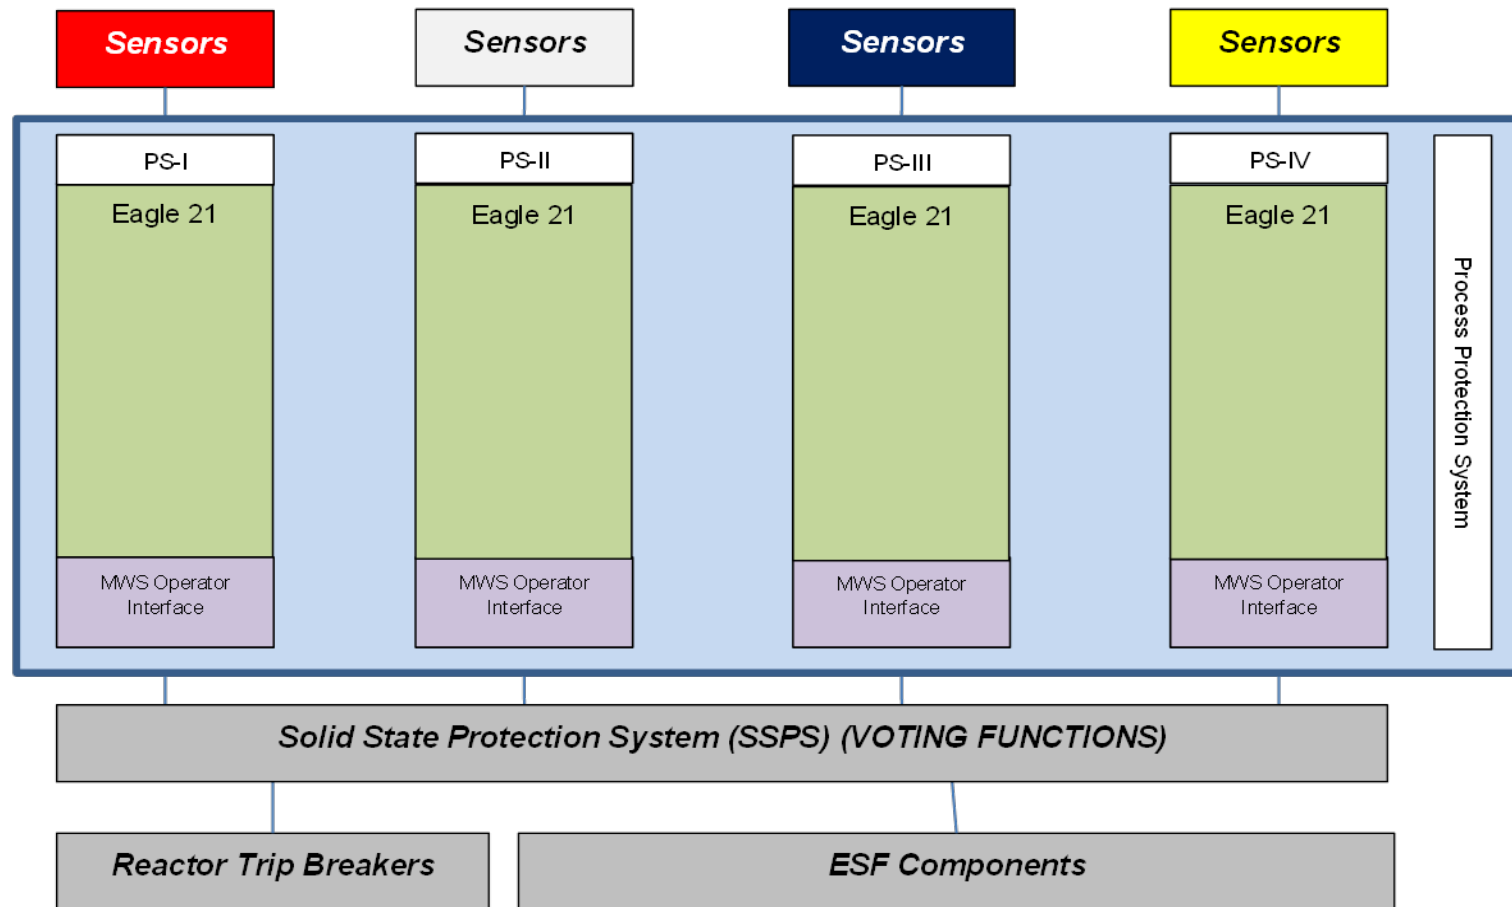 Sensors
Sensors
Sensors
Sensors
PS-I
PS-II
PS-III
PS-IV
Eagle 21
Eagle 21
Eagle 21
Eagle 21
Process Protection System
MWS Operator
Interface
MWS Operator
Interface
MWS Operator
Interface
MWS Operator
Interface
Solid State Protection System (SSPS) (VOTING FUNCTIONS)
Reactor Trip Breakers
ESF Components